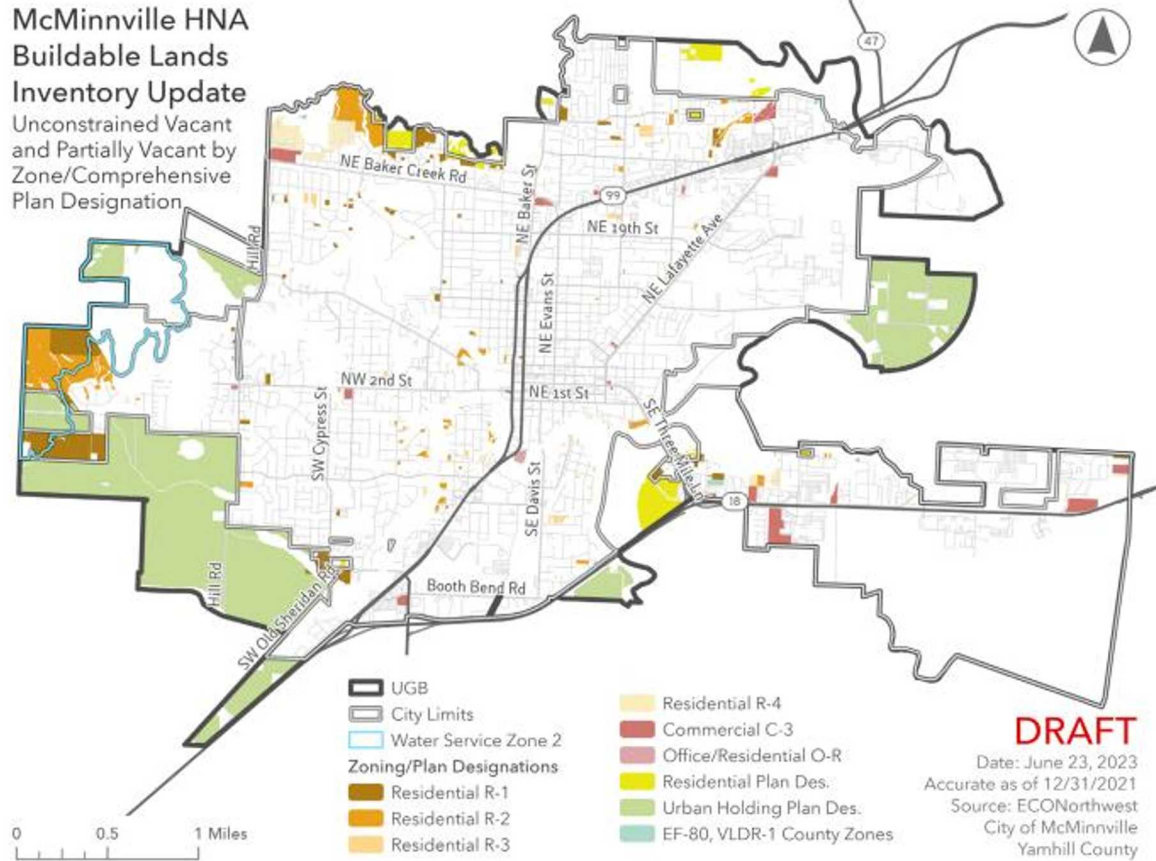 McMinnville HNA
Buildable Lands
Inventory Update
Unconstrained Vacant
and Partially Vacant by
Zone/Comprehensive
Plan Designation
47
NE Baker Creek Rd
NE Baker St
99
NE 19th St
Hill Rd
NE Lafayette Ave
NE Evans St
NW 2nd St
NE 1st St
SW Cypress St
SE Three Mile Ln
SE Davis St
18
Hill Rd
Booth Bend Rd
SW Old Sheridan Rd
UGB
City Limits
Water Service Zone 2
Zoning/Plan Designations
Residential R-1
Residential R-2
Residential R-3
Residential R-4
Commercial C-3
Office/Residential O-R
Residential Plan Des.
Urban Holding Plan Des.
EF-80, VLDR-1 County Zones
DRAFT
Date: June 23, 2023
Accurate as of 12/31/2021
Source: ECONorthwest
City of McMinnville
Yamhill County
0 0.5 1 Miles